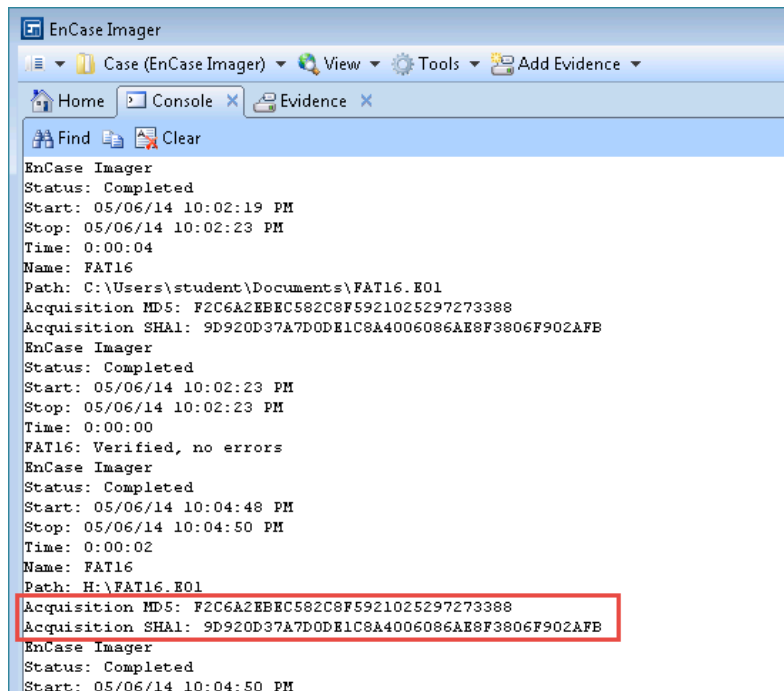 EnCase Imager
Case (EnCase Imager) View Tools Add Evidence
Home Console Evidence
Find Clear
EnCase Imager
Status: Completed
Start: 05/06/14 10:02:19 PM
Stop: 05/06/14 10:02:23 PM
Time: 0:00:04
Name: FAT16
Path: C:\Users\student\Documents\FAT16.E01
Acquisition MD5: F2C6A2EBEC582C8F5921025297273388
Acquisition SHA1: 9D920D37A7D0DE1C8A4006086AE8F3806F902AFB
EnCase Imager
Status: Completed
Start: 05/06/14 10:02:23 PM
Stop: 05/06/14 10:02:23 PM
Time: 0:00:00
FAT16: Verified, no errors
EnCase Imager
Status: Completed
Start: 05/06/14 10:04:48 PM
Stop: 05/06/14 10:04:50 PM
Time: 0:00:02
Name: FAT16
Path: H:\FAT16.E01
Acquisition MD5: F2C6A2EBEC582C8F5921025297273388
Acquisition SHA1: 9D920D37A7D0DE1C8A4006086AE8F3806F902AFB
EnCase Imager
Status: Completed
Start: 05/06/14 10:04:50 PM